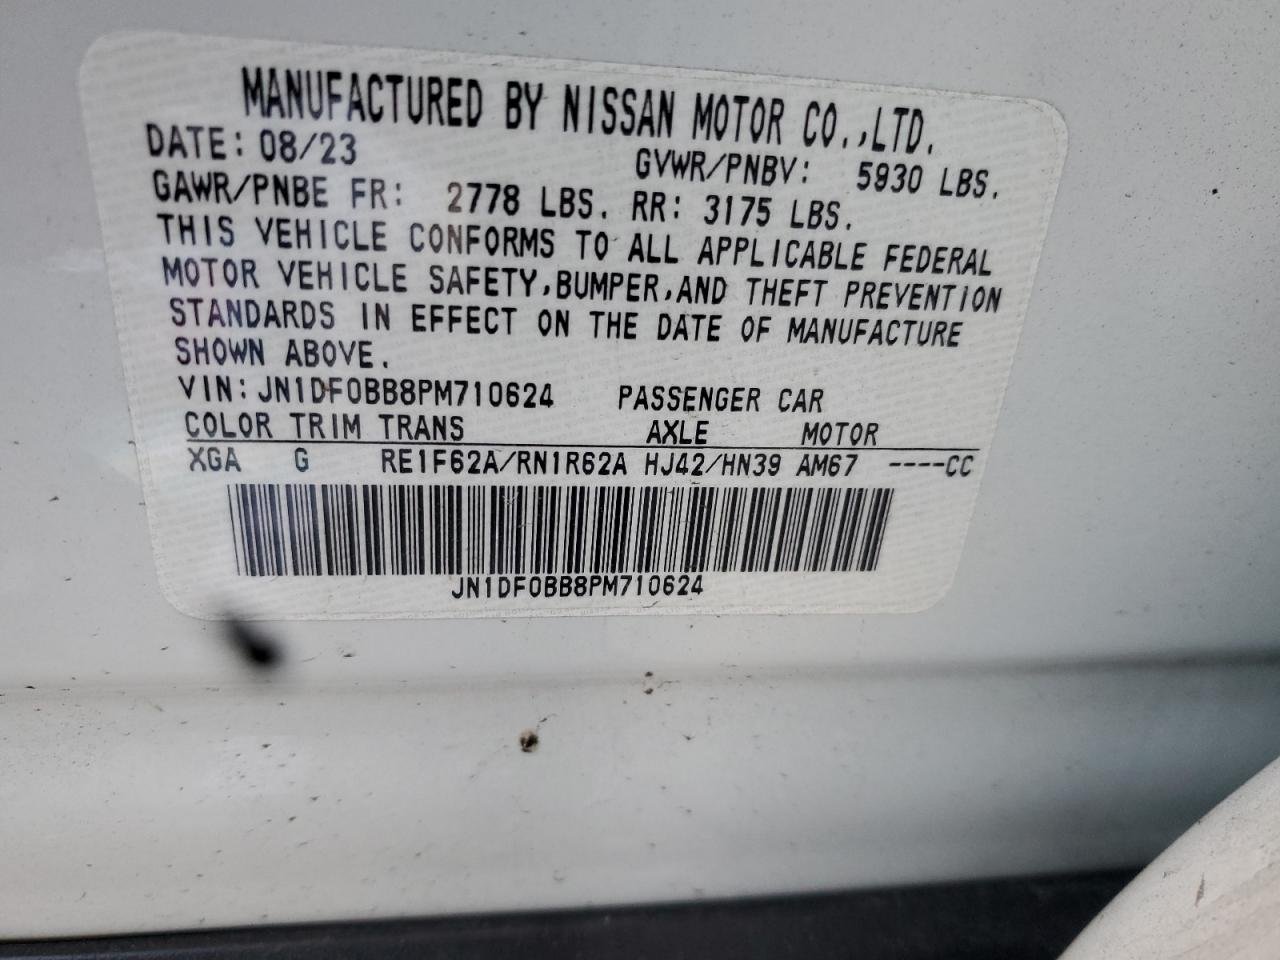 MANUFACTURED BY NISSAN MOTOR CO.,LTD.
DATE: 08/23 GVWR/PNBV: 5930 LBS.
GAWR/PNBE FR: 2778 LBS. RR: 3175 LBS.
THIS VEHICLE CONFORMS TO ALL APPLICABLE FEDERAL
MOTOR VEHICLE SAFETY,BUMPER,AND THEFT PREVENTION
STANDARDS IN EFFECT ON THE DATE OF MANUFACTURE
SHOWN ABOVE.
VIN: JN1DF0BB8PM710624 PASSENGER CAR
COLOR TRIM TRANS AXLE MOTOR
XGA G RE1F62A/RN1R62A HJ42/HN39 AM67 ----CC
JN1DF0BB8PM710624